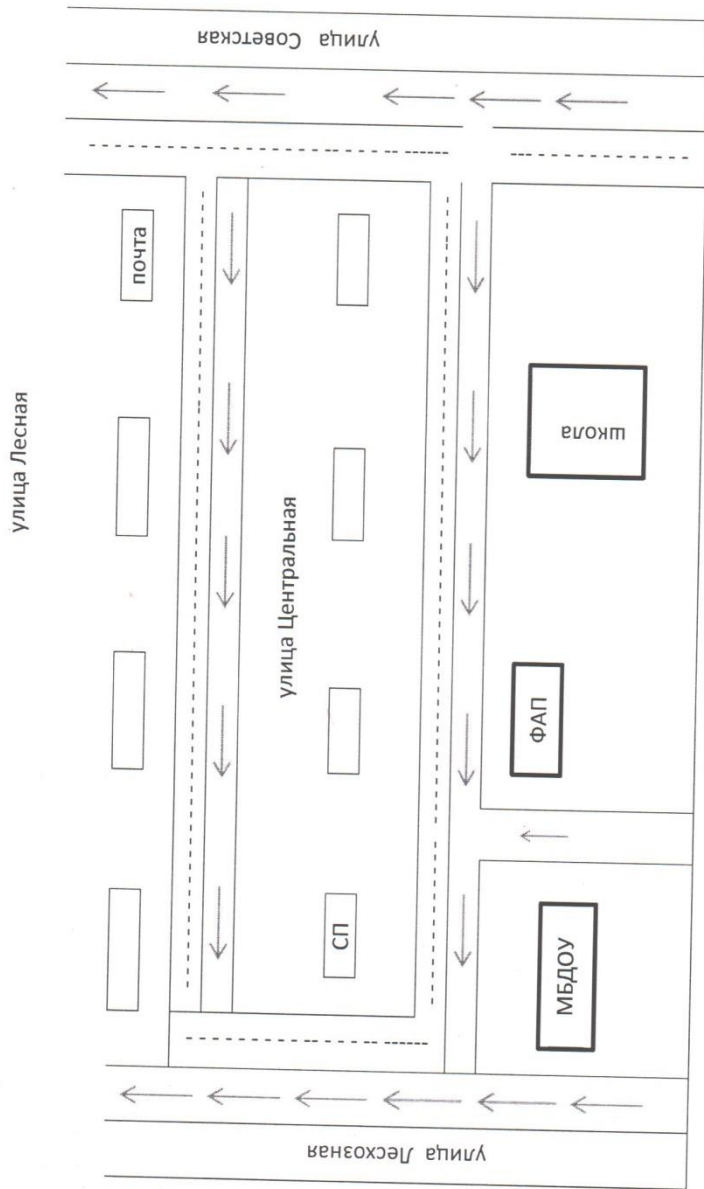 улица Советская
почта
улица Лесная
школа
улица Центральная
ФАП
СП
МБДОУ
улица Лесхозная